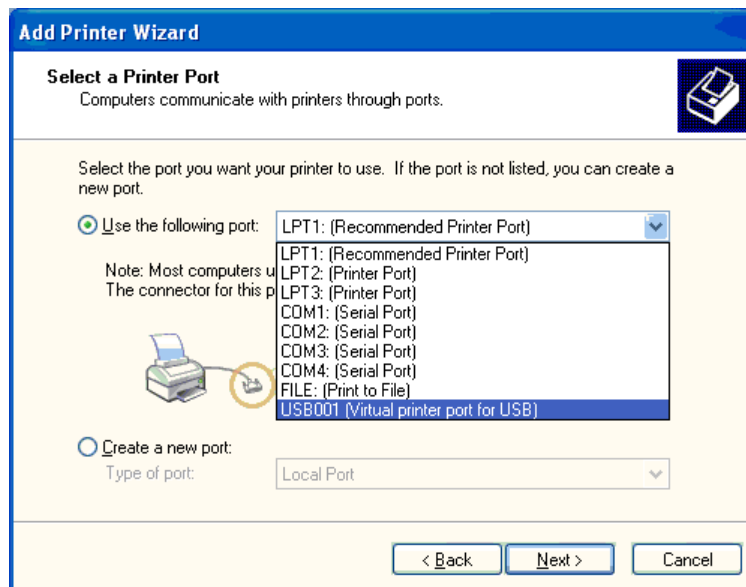 Add Printer Wizard
Select a Printer Port
Computers communicate with printers through ports.
Select the port you want your printer to use. If the port is not listed, you can create a
new port.
Use the following port:
LPT1: (Recommended Printer Port)
LPT1: (Recommended Printer Port)
Note: Most computers u
LPT2: (Printer Port)
The connector for this p
LPT3: (Printer Port)
COM1: (Serial Port)
COM2: (Serial Port)
COM3: (Serial Port)
COM4: (Serial Port)
FILE: (Print to File)
USB001 (Virtual printer port for USB)
Create a new port:
Type of port:
Local Port
< Back
Next >
Cancel